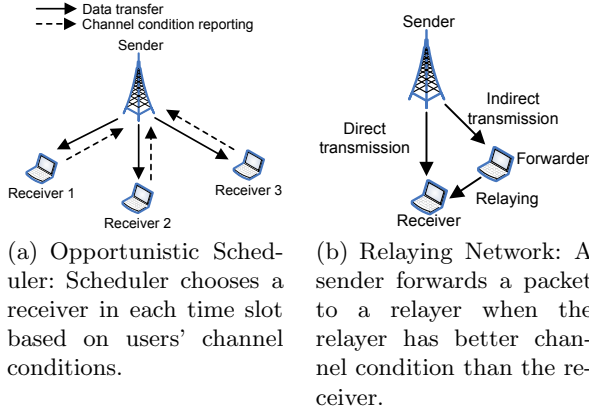 Data transfer
Channel condition reporting
Sender
Receiver 1
Receiver 2
Receiver 3
(a) Opportunistic Sched-
uler: Scheduler chooses a
receiver in each time slot
based on users' channel
conditions.
Sender
Direct
transmission
Indirect
transmission
Forwarder
Relaying
Receiver
(b) Relaying Network: A
sender forwards a packet
to a relayer when the
relayer has better chan-
nel condition than the re-
ceiver.